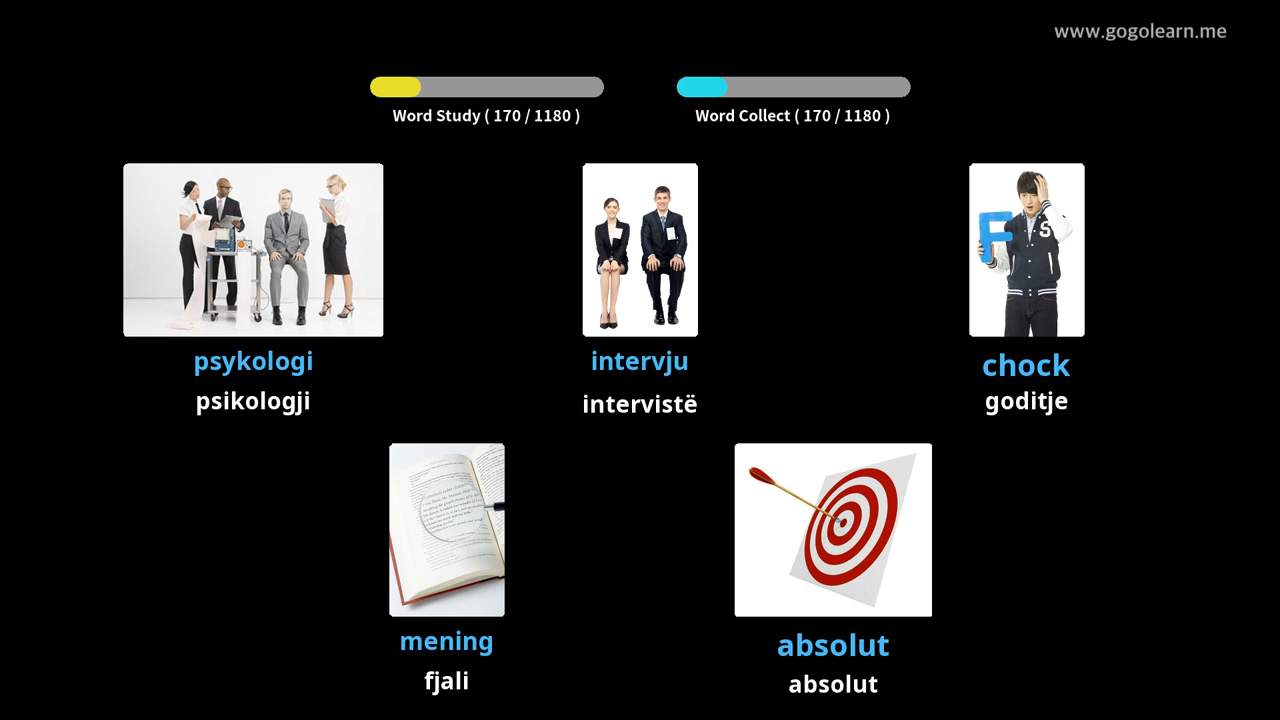 www.gogolearn.me
Word Study ( 170 / 1180 )
Word Collect ( 170 / 1180 )
psykologi
psikologji
intervju
intervistë
chock
goditje
F
S
mening
fjali
absolut
absolut